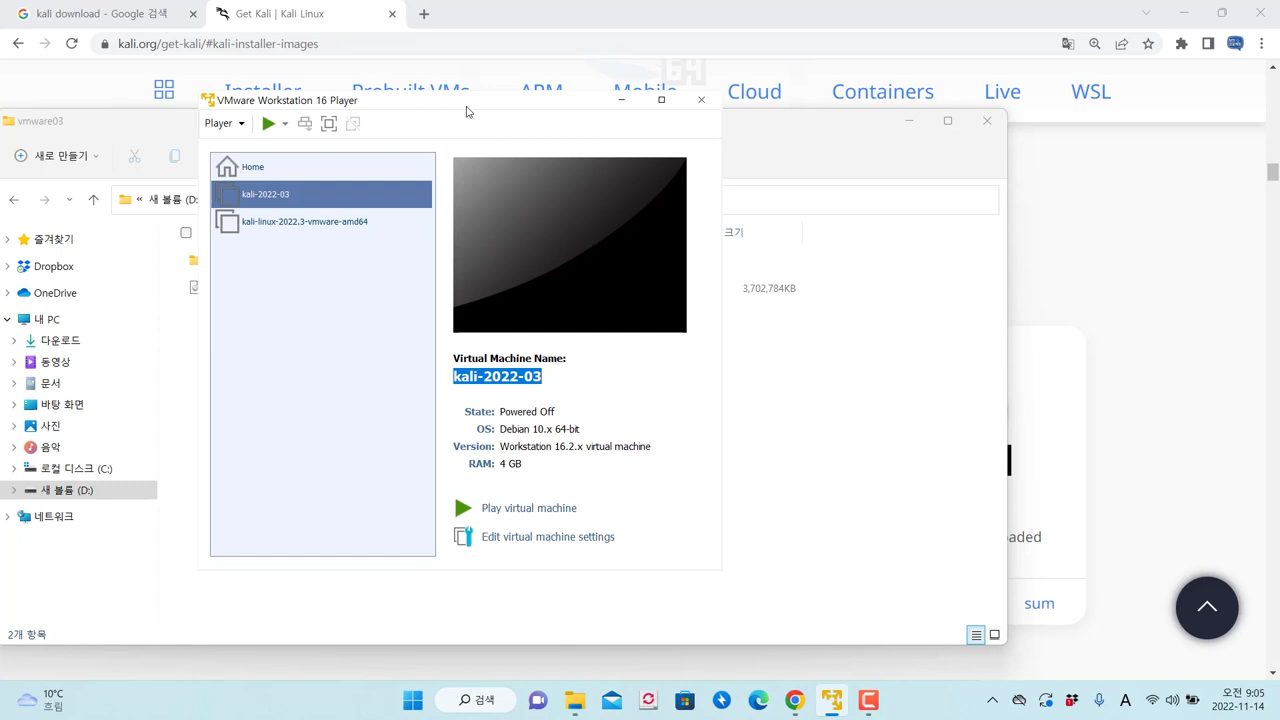 kali download - Google 검색
Get Kali | Kali Linux
kali.org/get-kali/#kali-installer-images
Installer
Prebuilt VMs
ARM
Mobile
Cloud
Containers
Live
WSL
vmware03
VMware Workstation 16 Player
Player
새로 만들기
Home
kali-2022-03
kali-linux-2022.3-vmware-amd64
« 새 볼륨 (D:
크기
3,702,784KB
즐겨찾기
Dropbox
OneDrive
내 PC
다운로드
동영상
문서
바탕 화면
사진
음악
로컬 디스크 (C:)
새 볼륨 (D:)
네트워크
Virtual Machine Name:
kali-2022-03
State: Powered Off
OS: Debian 10.x 64-bit
Version: Workstation 16.2.x virtual machine
RAM: 4 GB
Play virtual machine
Edit virtual machine settings
aded
sum
2개 항목
10°C
흐림
검색
A
오전 9:05
2022-11-14